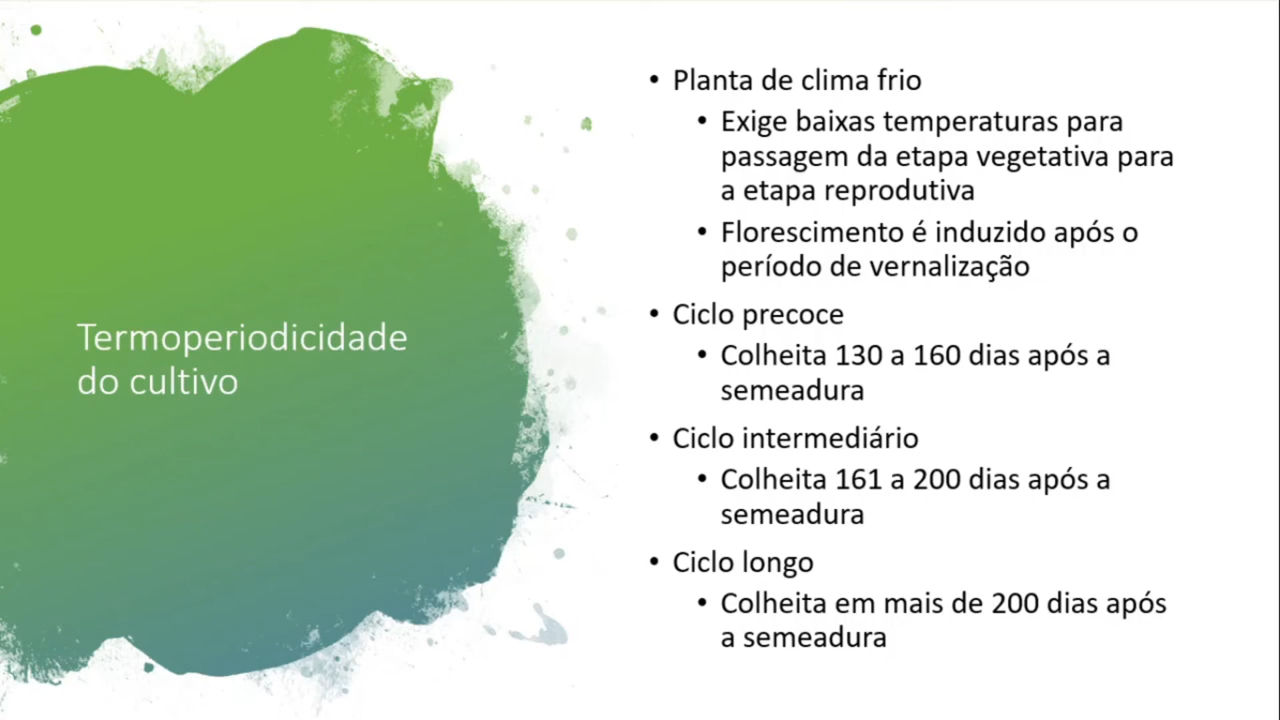 Termoperiodicidade
do cultivo
• Planta de clima frio
• Exige baixas temperaturas para
passagem da etapa vegetativa para
a etapa reprodutiva
• Florescimento é induzido após o
período de vernalização
• Ciclo precoce
• Colheita 130 a 160 dias após a
semeadura
• Ciclo intermediário
• Colheita 161 a 200 dias após a
semeadura
• Ciclo longo
• Colheita em mais de 200 dias após
a semeadura